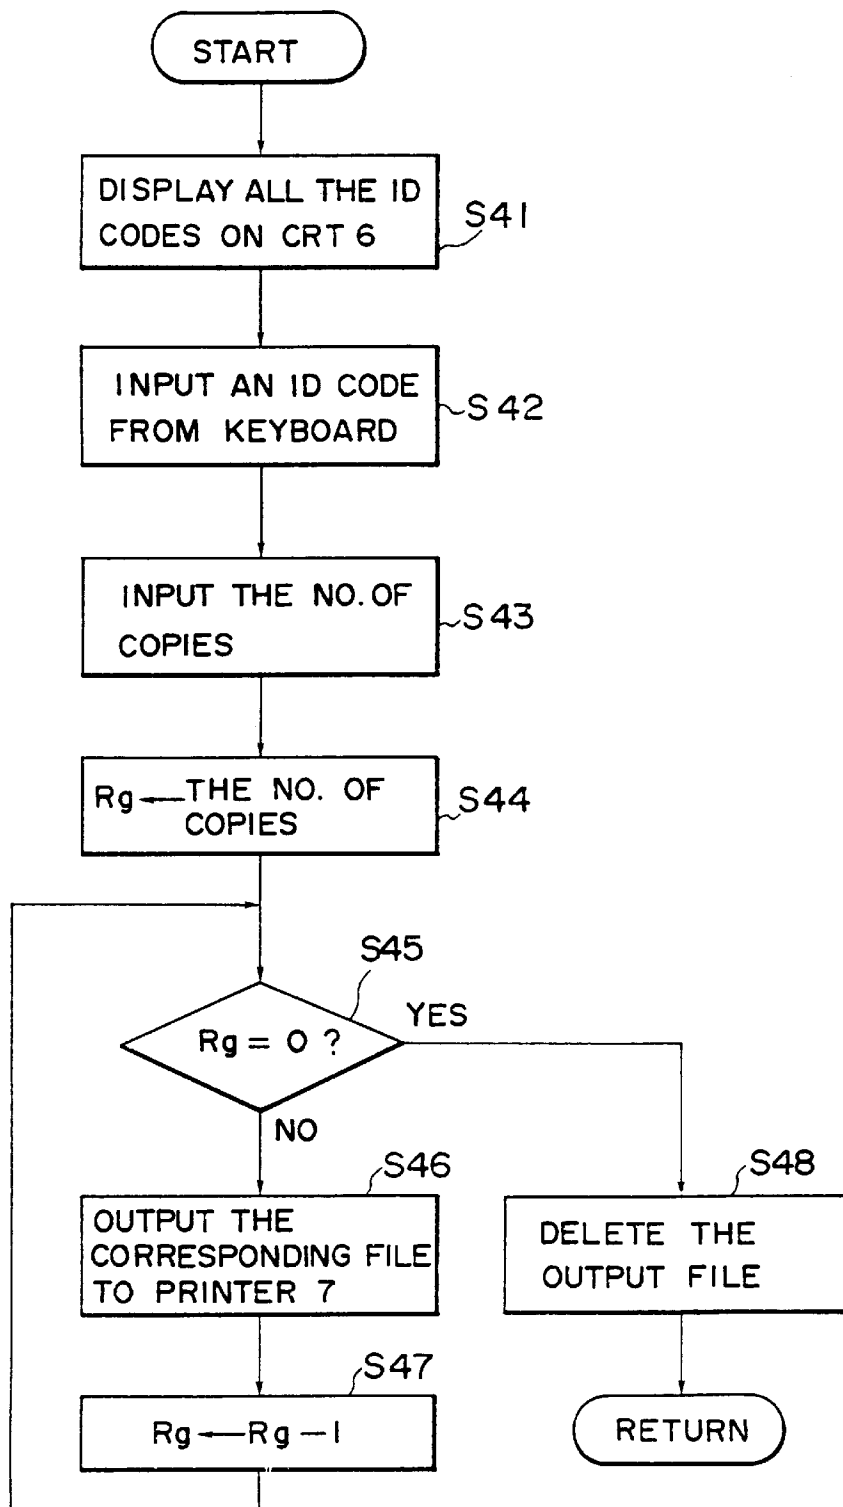 START
DISPLAY ALL THE ID
CODES ON CRT 6
S41
INPUT AN ID CODE
FROM KEYBOARD
S42
INPUT THE NO. OF
COPIES
S43
Rg ← THE NO. OF
COPIES
S44
S45
Rg = 0 ?
YES
NO
S46
OUTPUT THE
CORRESPONDING FILE
TO PRINTER 7
S48
DELETE THE
OUTPUT FILE
S47
Rg ← Rg - 1
RETURN